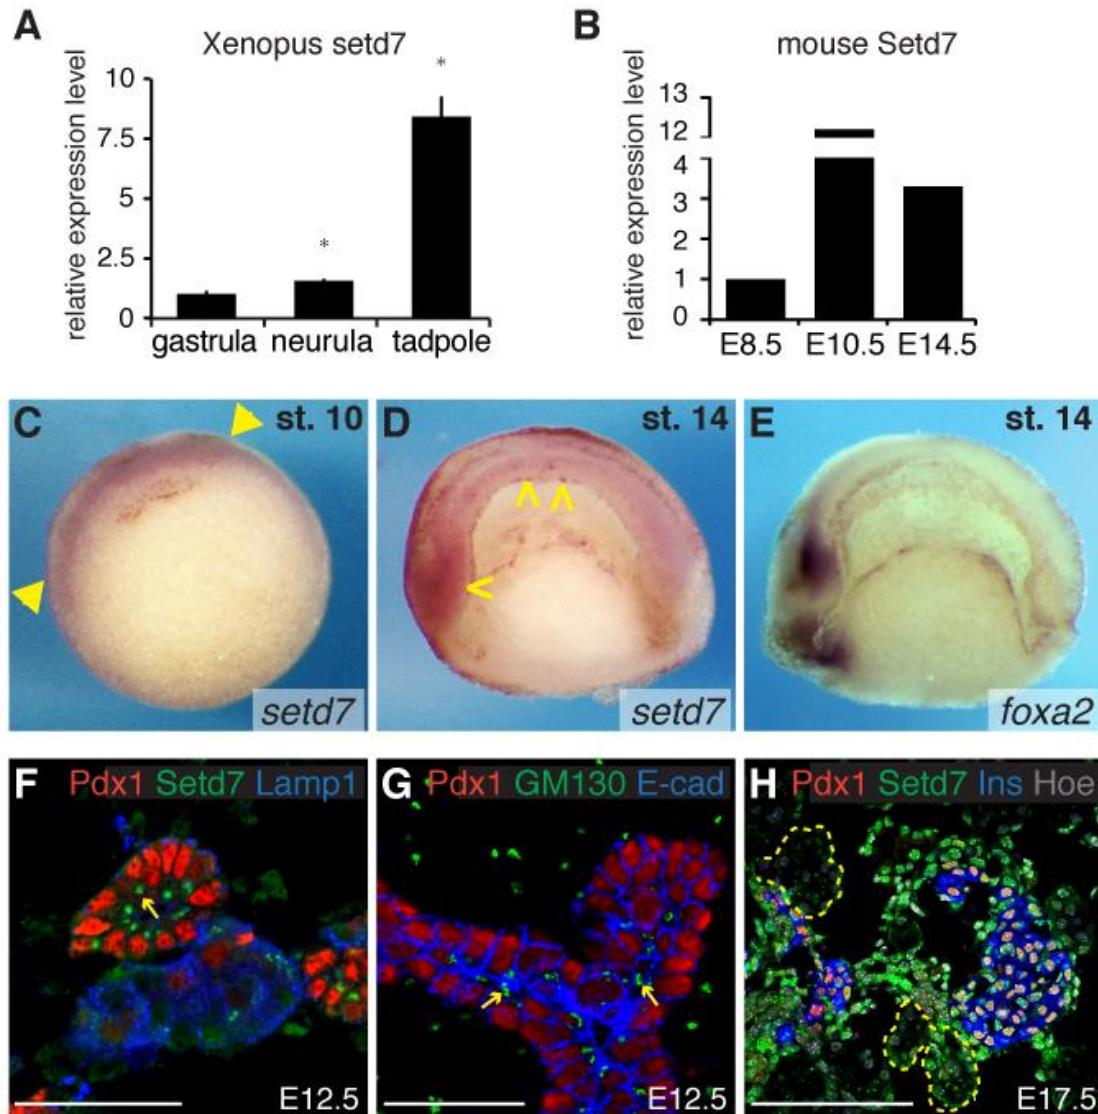 A
Xenopus setd7
relative expression level
10
7.5
5
2.5
0
*
*
gastrula neurula tadpole
B
mouse Setd7
relative expression level
13
12
4
3
2
1
0
E8.5 E10.5 E14.5
C st. 10
setd7
D st. 14
setd7
E st. 14
foxa2
F Pdx1 Setd7 Lamp1
E12.5
G Pdx1 GM130 E-cad
E12.5
H Pdx1 Setd7 Ins Hoe
E17.5